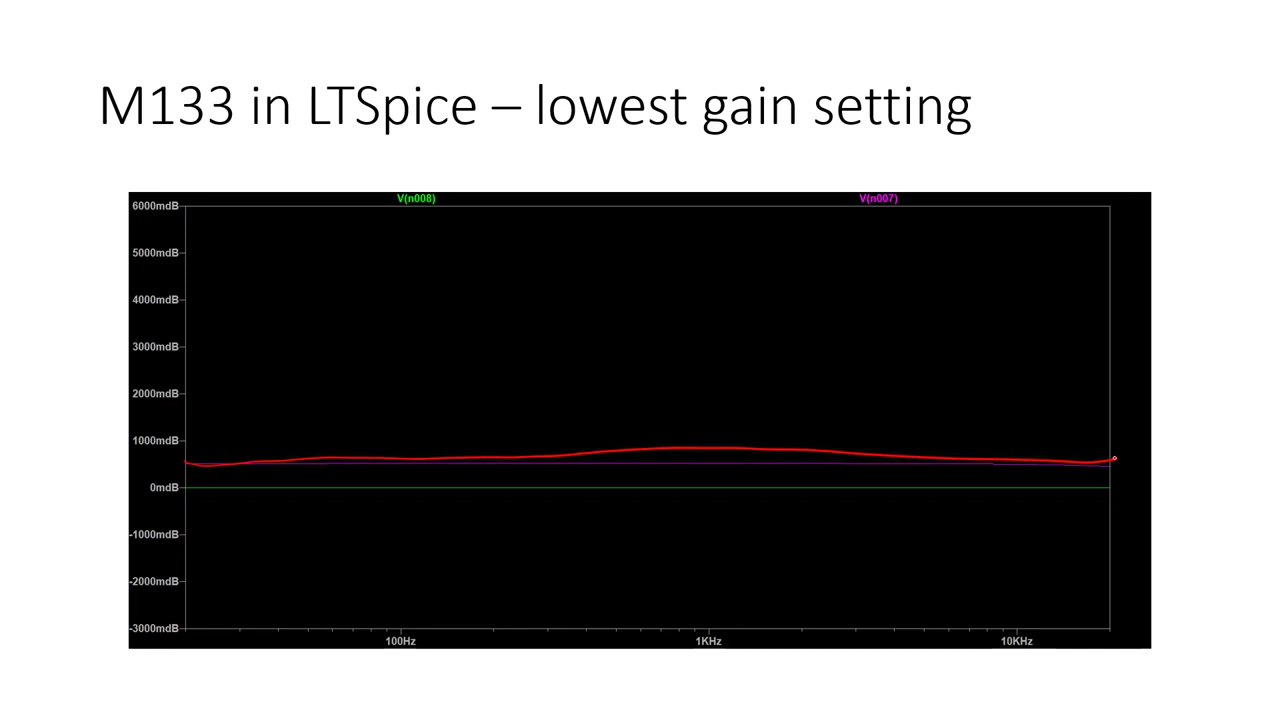 M133 in LTSpice – lowest gain setting
V(n008) V(n007)
6000mdB
5000mdB
4000mdB
3000mdB
2000mdB
1000mdB
0mdB
-1000mdB
-2000mdB
-3000mdB
100Hz 1KHz 10KHz